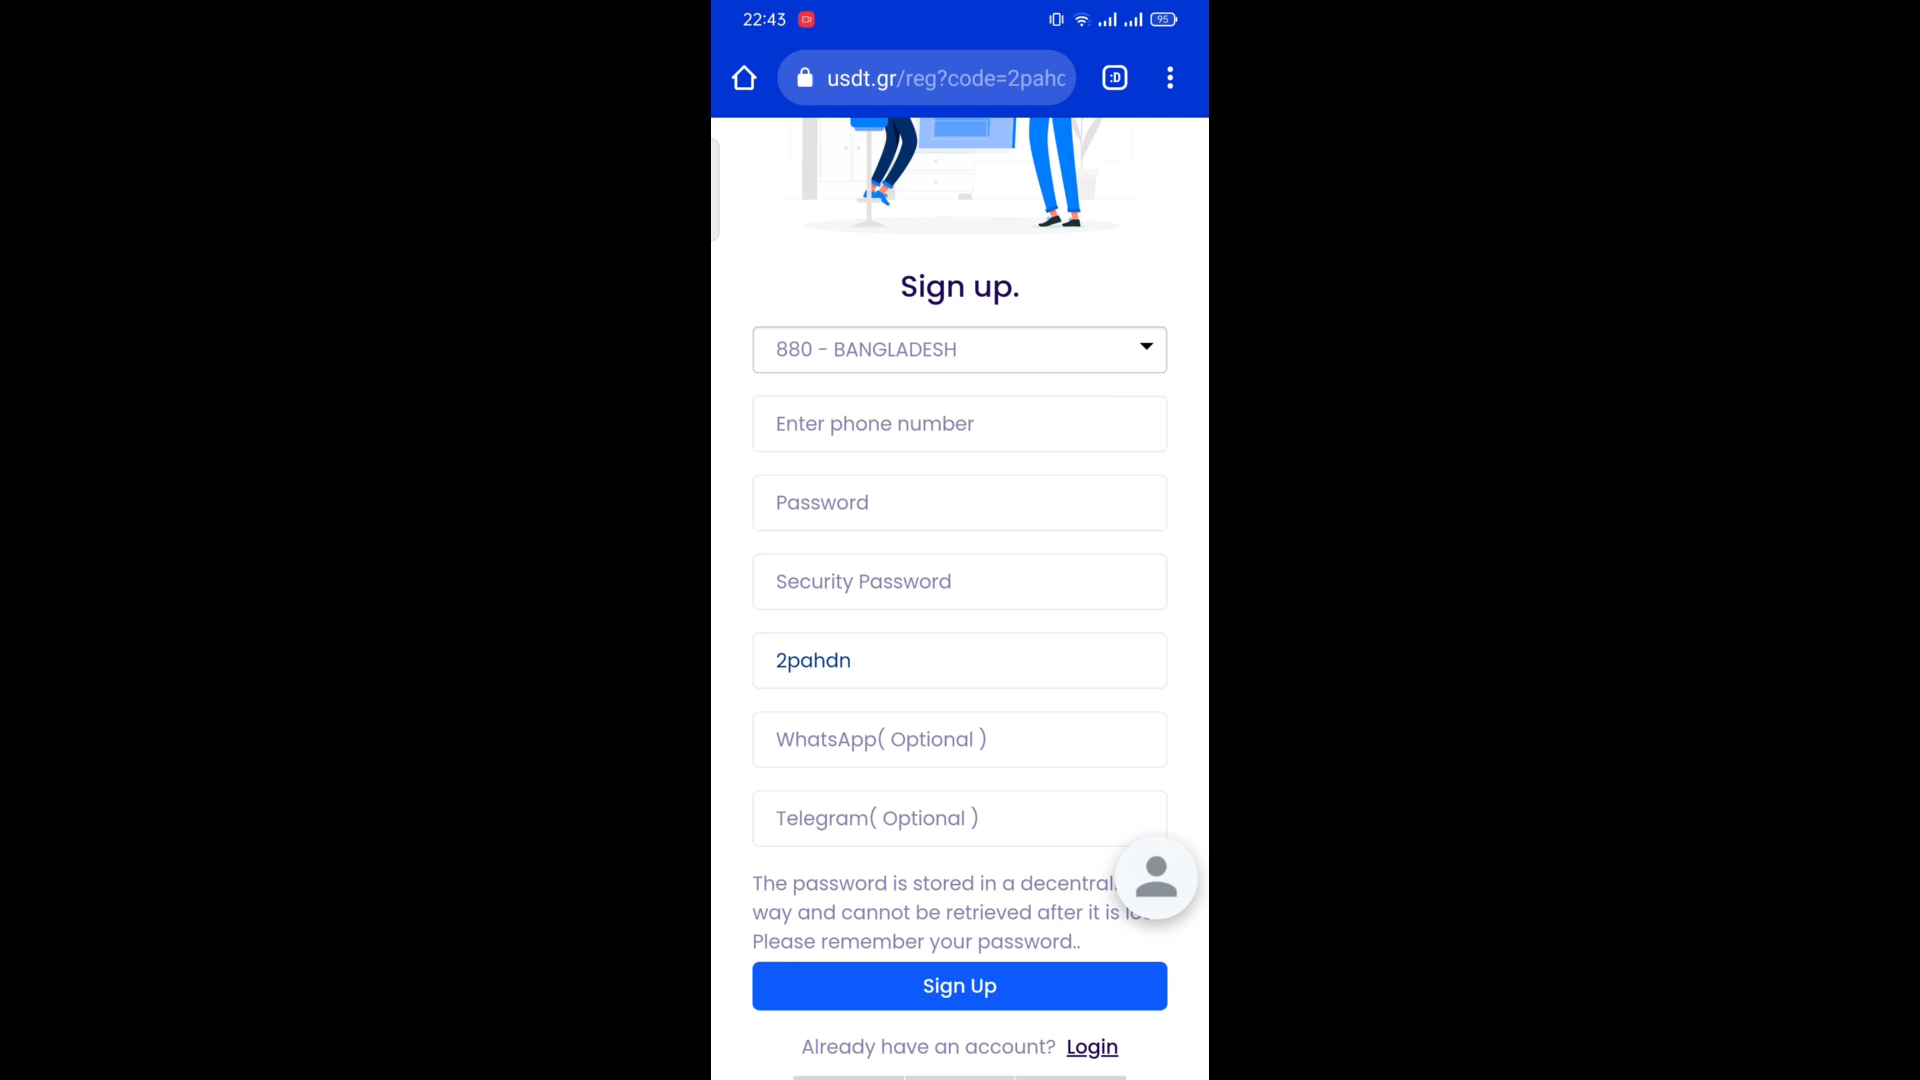 22:43
95
usdt.gr/reg?code=2pahc
:D
Sign up.
880 - BANGLADESH
Enter phone number
Password
Security Password
2pahdn
WhatsApp( Optional )
Telegram( Optional )
The password is stored in a
way and cannot be retrieved after it is
Please remember your password..
Sign Up
Already have an account? Login